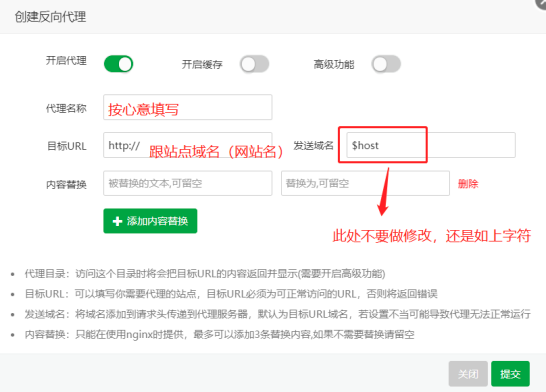 创建反向代理
开启代理 开启缓存 高级功能
代理名称 按心意填写
目标URL http:// 跟站点域名（网站名） 发送域名 $host
内容替换 被替换的文本,可留空 替换为,可留空 删除
+ 添加内容替换
此处不要做修改，还是如上字符
代理目录：访问这个目录时将会把目标URL的内容返回并显示(需要开启高级功能)
目标URL：可以填写你需要代理的站点，目标URL必须为可正常访问的URL，否则将返回错误
发送域名：将域名添加到请求头传递到代理服务器，默认为目标URL域名，若设置不当可能导致代理无法正常运行
内容替换：只能在使用nginx时提供，最多可以添加3条替换内容,如果不需要替换请留空
关闭 提交